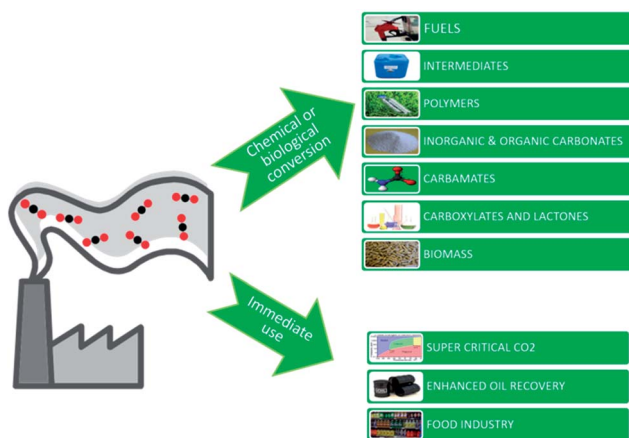 Chemical or
biological
conversion
FUELS
INTERMEDIATES
POLYMERS
INORGANIC & ORGANIC CARBONATES
CARBAMATES
CARBOXYLATES AND LACTONES
BIOMASS
Immediate
use
SUPER CRITICAL CO2
ENHANCED OIL RECOVERY
FOOD INDUSTRY